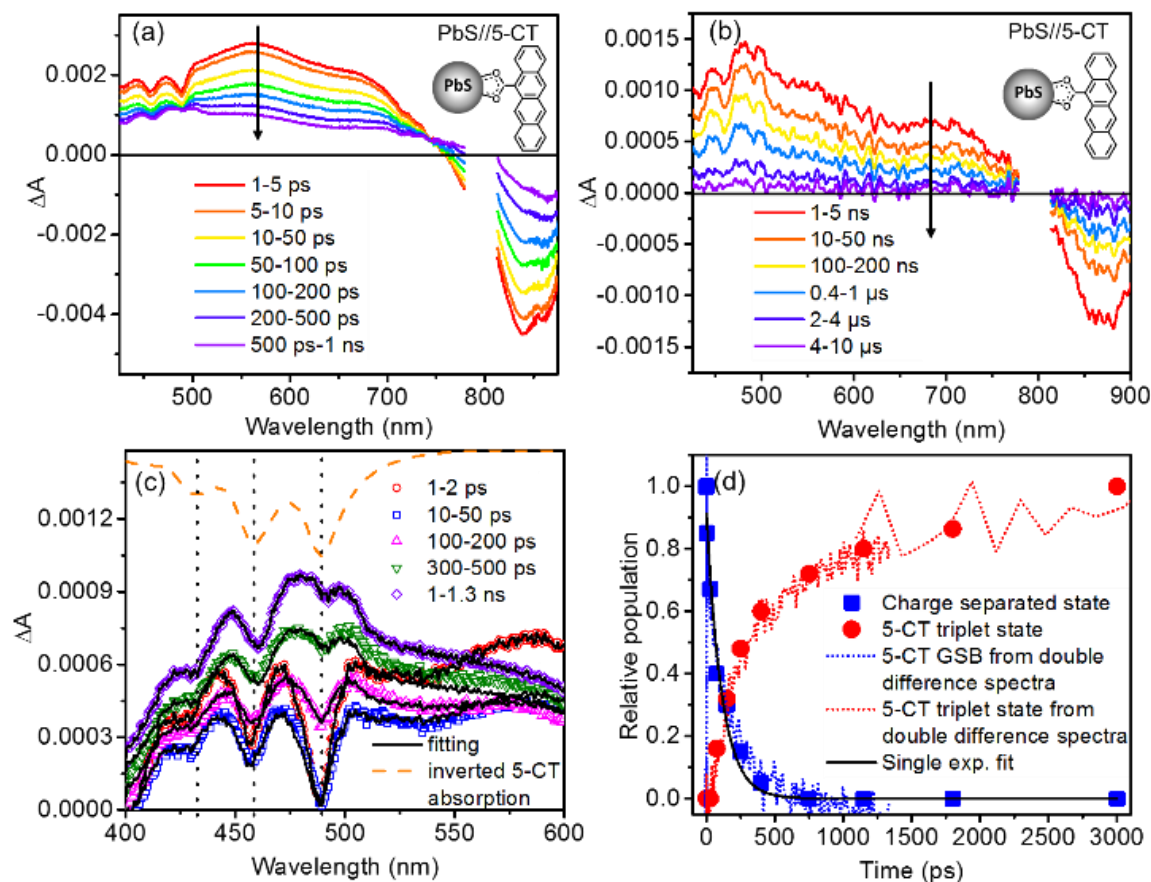 (a)
PbS//5-CT
PbS
O
O
0.002
0.000
-0.002
-0.004
ΔA
1-5 ps
5-10 ps
10-50 ps
50-100 ps
100-200 ps
200-500 ps
500 ps-1 ns
500
600
700
800
Wavelength (nm)
(b)
PbS//5-CT
PbS
O
O
0.0015
0.0010
0.0005
0.0000
-0.0005
-0.0010
-0.0015
ΔA
1-5 ns
10-50 ns
100-200 ns
0.4-1 µs
2-4 µs
4-10 µs
500
600
700
800
900
Wavelength (nm)
(c)
0.0012
0.0009
0.0006
0.0003
0.0000
ΔA
1-2 ps
10-50 ps
100-200 ps
300-500 ps
1-1.3 ns
fitting
inverted 5-CT
absorption
400
450
500
550
600
Wavelength (nm)
(d)
1.0
0.8
0.6
0.4
0.2
0.0
Relative population
Charge separated state
5-CT triplet state
5-CT GSB from double
difference spectra
5-CT triplet state from
double difference spectra
Single exp. fit
0
500
1000
1500
2000
2500
3000
Time (ps)